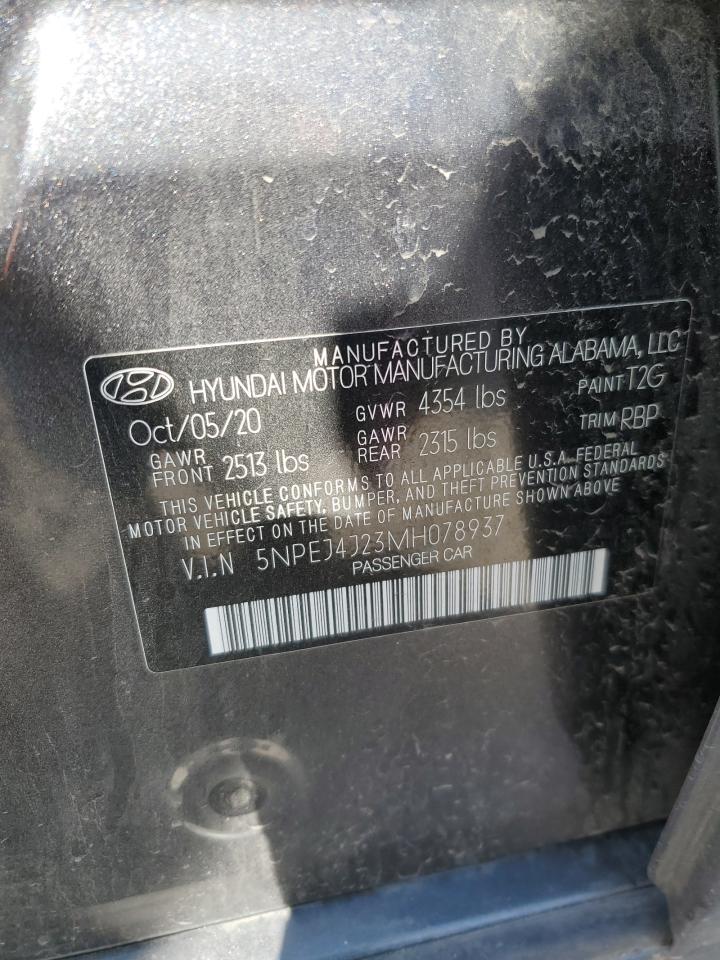 MANUFACTURED BY
HYUNDAI MOTOR MANUFACTURING ALABAMA, LLC
Oct/05/20 GVWR 4354 lbs PAINT T2G
GAWR FRONT 2513 lbs GAWR REAR 2315 lbs TRIM RBP
THIS VEHICLE CONFORMS TO ALL APPLICABLE U.S.A. FEDERAL
MOTOR VEHICLE SAFETY, BUMPER, AND THEFT PREVENTION STANDARDS
IN EFFECT ON THE DATE OF MANUFACTURE SHOWN ABOVE
V.I.N 5NPEJ4J23MH078937
PASSENGER CAR